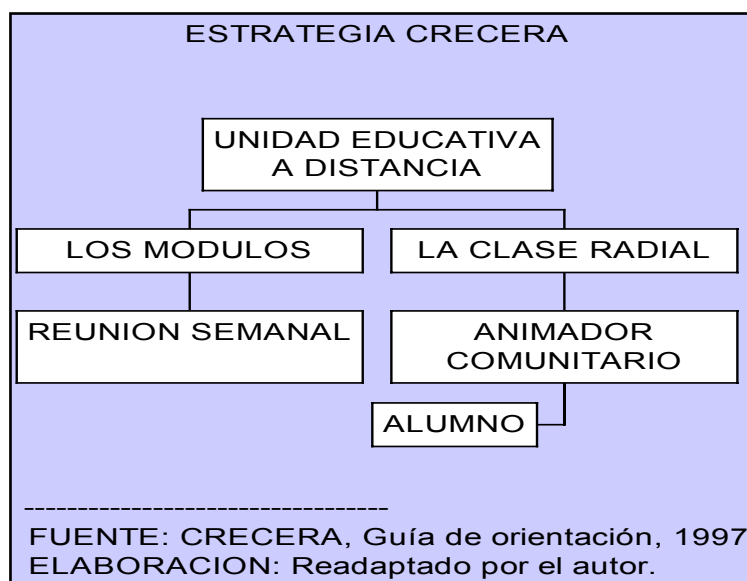 ESTRATEGIA CRECERA
UNIDAD EDUCATIVA
A DISTANCIA
LOS MODULOS
LA CLASE RADIAL
REUNION SEMANAL
ANIMADOR
COMUNITARIO
ALUMNO
----------------------------------
FUENTE: CRECERA, Guía de orientación, 1997
ELABORACION: Readaptado por el autor.